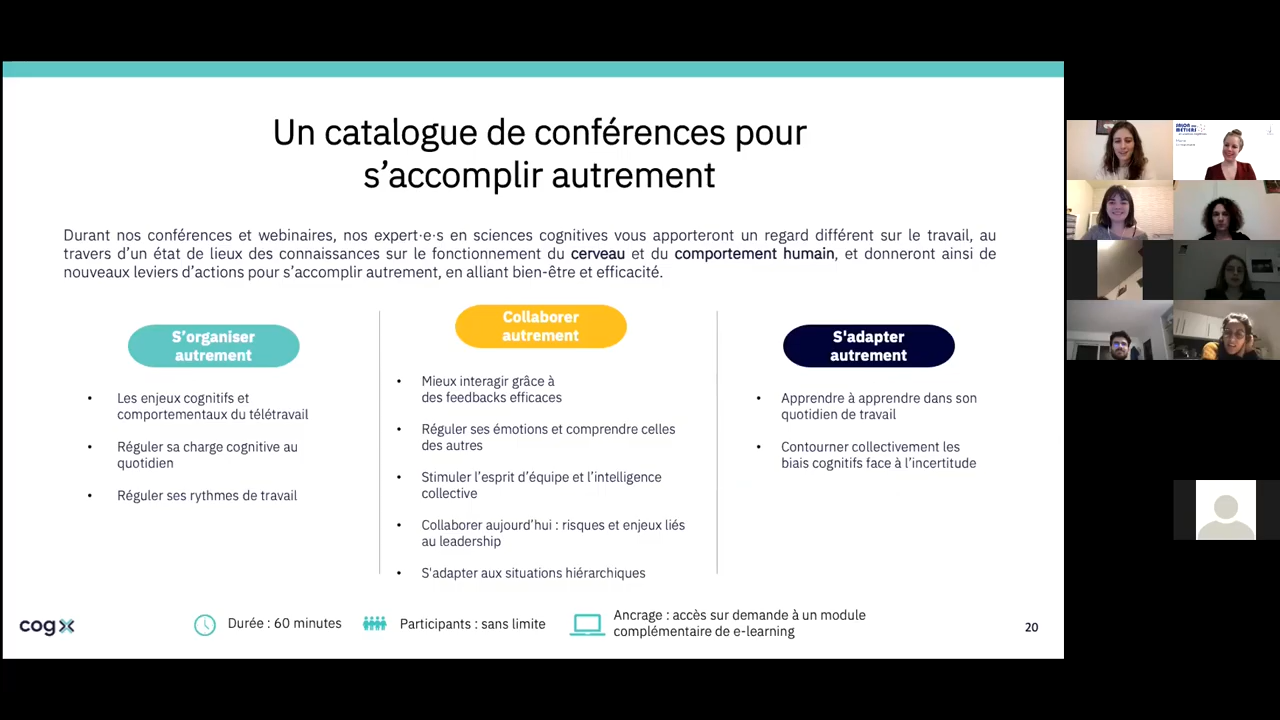 Un catalogue de conférences pour
s’accomplir autrement
Durant nos conférences et webinaires, nos expert·e·s en sciences cognitives vous apporteront un regard différent sur le travail, au
travers d’un état de lieux des connaissances sur le fonctionnement du cerveau et du comportement humain, et donneront ainsi de
nouveaux leviers d’actions pour s’accomplir autrement, en alliant bien-être et efficacité.
S’organiser
autrement
• Les enjeux cognitifs et
comportementaux du télétravail
• Réguler sa charge cognitive au
quotidien
• Réguler ses rythmes de travail
Collaborer
autrement
• Mieux interagir grâce à
des feedbacks efficaces
• Réguler ses émotions et comprendre celles
des autres
• Stimuler l’esprit d’équipe et l’intelligence
collective
• Collaborer aujourd’hui : risques et enjeux liés
au leadership
• S'adapter aux situations hiérarchiques
S'adapter
autrement
• Apprendre à apprendre dans son
quotidien de travail
• Contourner collectivement les
biais cognitifs face à l’incertitude
cogX
Durée : 60 minutes
Participants : sans limite
Ancrage : accès sur demande à un module
complémentaire de e-learning
20
SALON DES
MÉTIERS